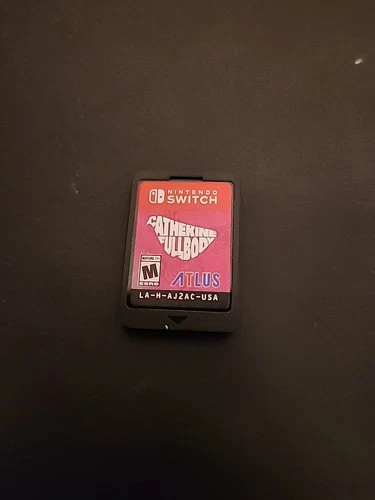 NINTENDO
SWITCH
CATHERINE
FULLBODY
MATURE 17+
M
ESRB
ATLUS
LA-H-AJ2AC-USA